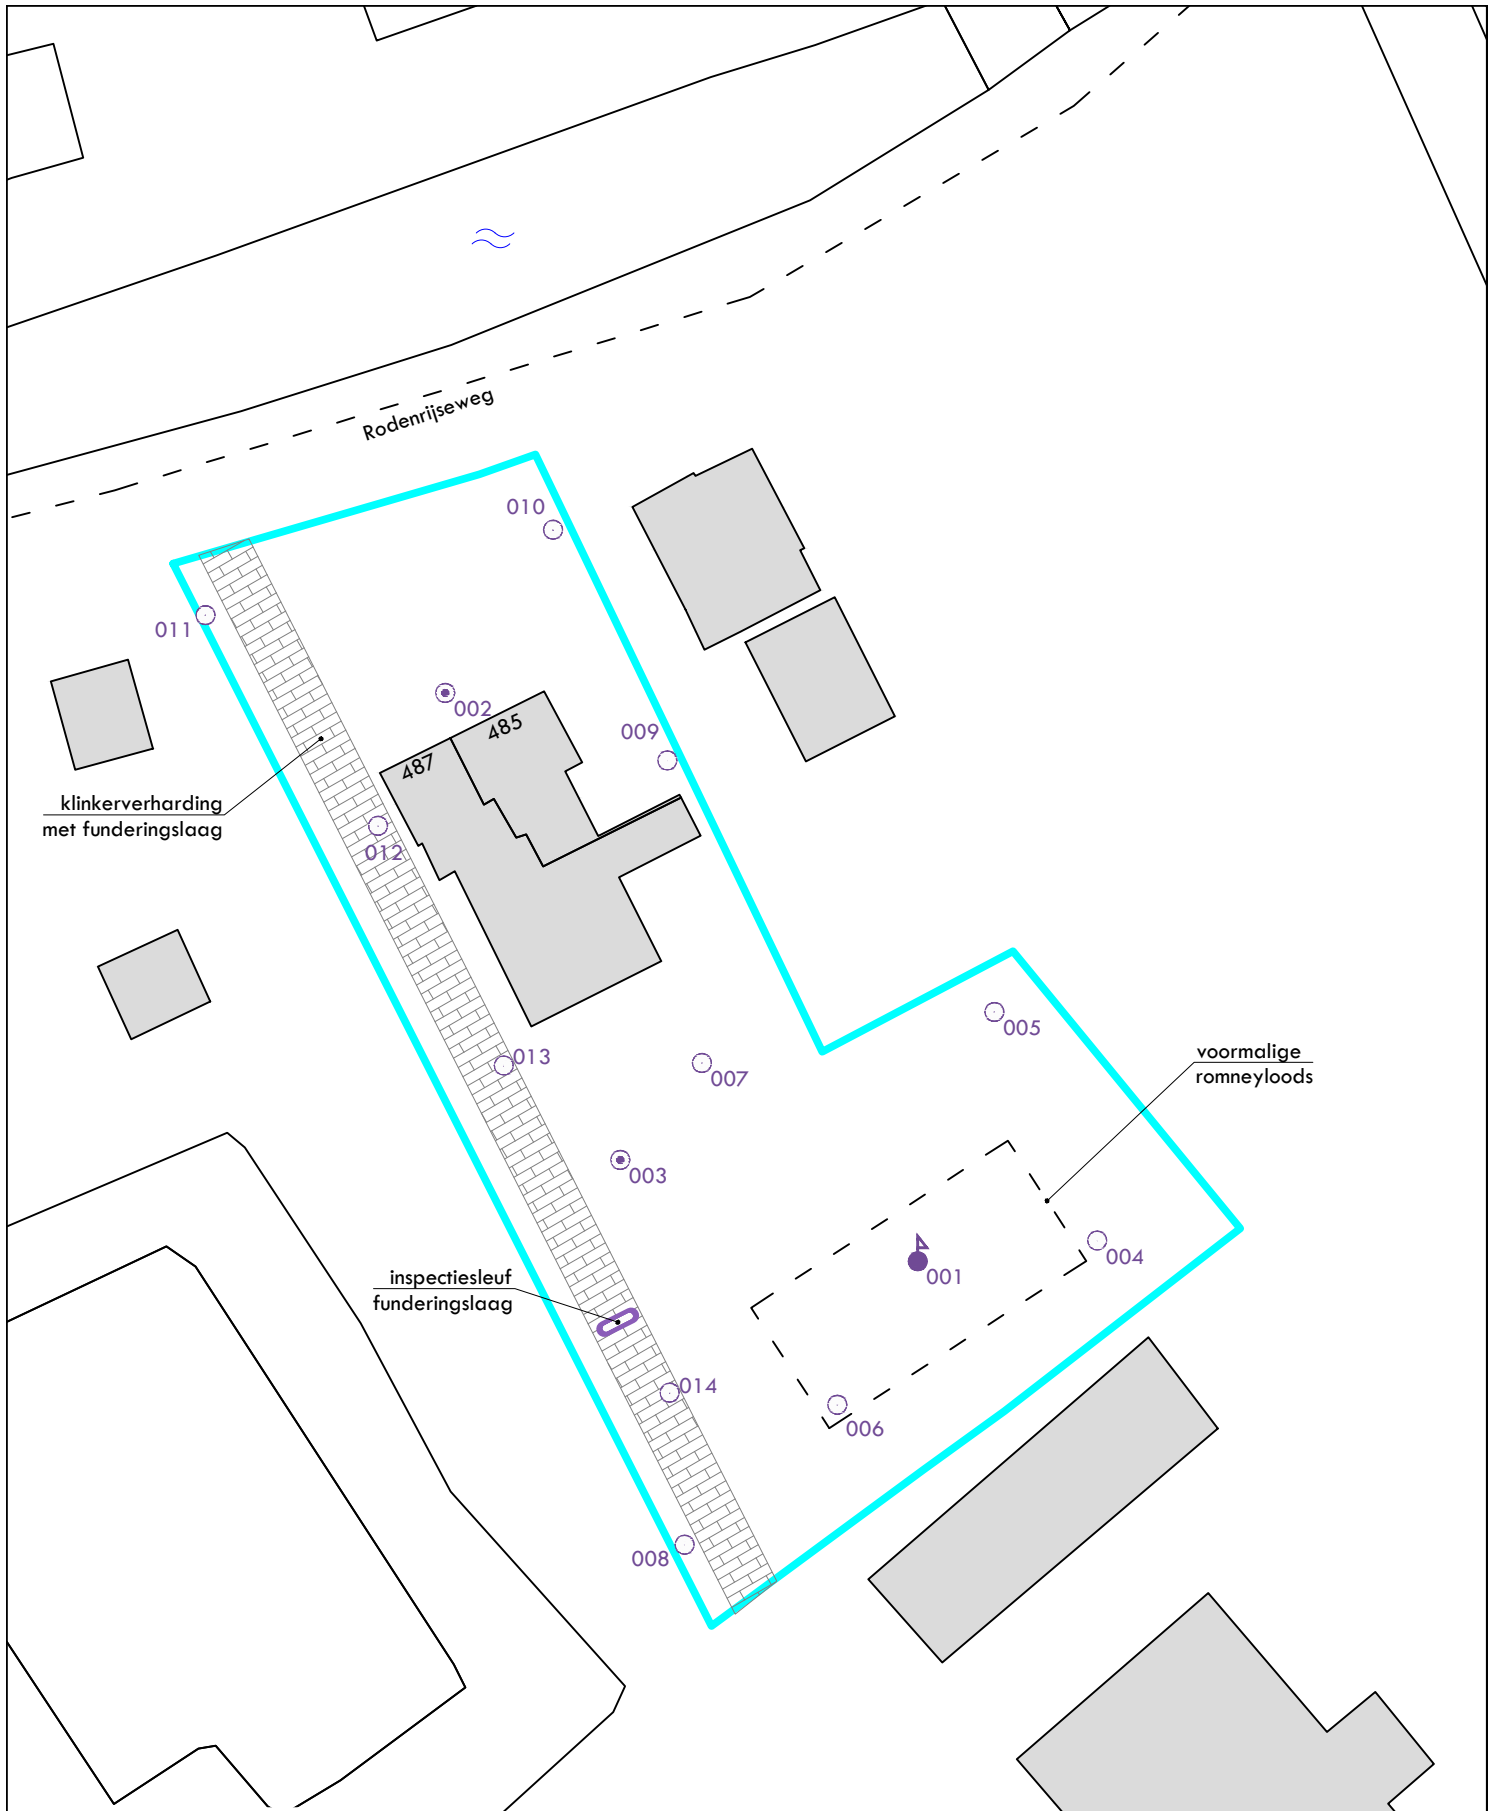 Rodenrijseweg
010
011
002
485
009
487
klinkerverharding
met funderingslaag
012
005
013
voormalige
romneyloods
007
003
004
001
inspectiesleuf
funderingslaag
014
006
008